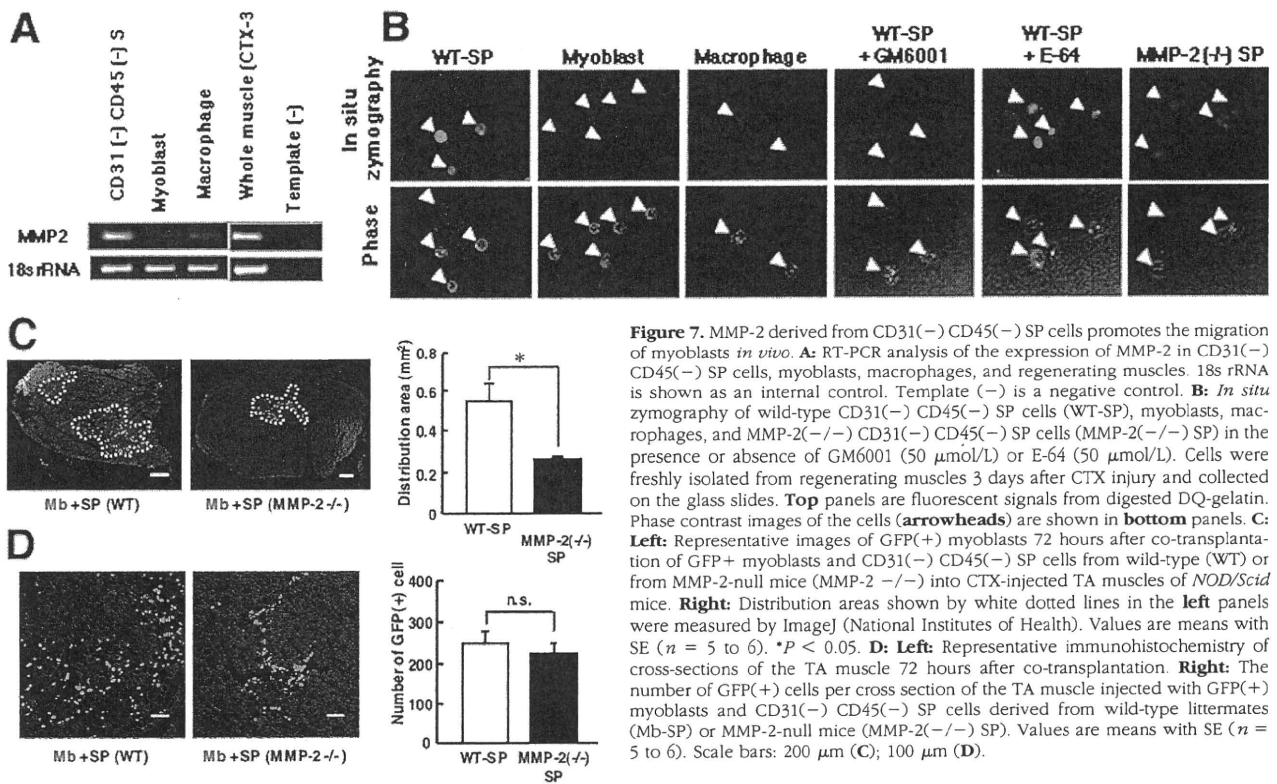 A
CD31 (-) CD45 (-) S
Myoblast
Macrophage
Whole muscle (CTX-3
Template (-)
MMP2
18s rRNA
B
WT-SP
Myoblast
Macrophage
WT-SP
+ GM6001
WT-SP
+ E-64
MMP-2(-/-) SP
In situ
zymography
Phase
C
Mb +SP (WT)
Mb +SP (MMP-2 -/-)
Distribution area (mm²)
0.8
0.6
0.4
0.2
0
*
WT-SP
MMP-2(-/-)
SP
D
Mb +SP (WT)
Mb +SP (MMP-2 -/-)
Number of GFP(+) cell
400
300
200
100
0
n.s.
WT-SP
MMP-2(-/-)
SP
Figure 7. MMP-2 derived from CD31(−) CD45(−) SP cells promotes the migration
of myoblasts in vivo. A: RT-PCR analysis of the expression of MMP-2 in CD31(−)
CD45(−) SP cells, myoblasts, macrophages, and regenerating muscles. 18s rRNA
is shown as an internal control. Template (−) is a negative control. B: In situ
zymography of wild-type CD31(−) CD45(−) SP cells (WT-SP), myoblasts, mac-
rophages, and MMP-2(−/−) CD31(−) CD45(−) SP cells (MMP-2(−/−) SP) in the
presence or absence of GM6001 (50 μmol/L) or E-64 (50 μmol/L). Cells were
freshly isolated from regenerating muscles 3 days after CTX injury and collected
on the glass slides. Top panels are fluorescent signals from digested DQ-gelatin.
Phase contrast images of the cells (arrowheads) are shown in bottom panels. C:
Left: Representative images of GFP(+) myoblasts 72 hours after co-transplanta-
tion of GFP+ myoblasts and CD31(−) CD45(−) SP cells from wild-type (WT) or
from MMP-2-null mice (MMP-2 −/−) into CTX-injected TA muscles of NOD/Scid
mice. Right: Distribution areas shown by white dotted lines in the left panels
were measured by ImageJ (National Institutes of Health). Values are means with
SE (n = 5 to 6). *P < 0.05. D: Left: Representative immunohistochemistry of
cross-sections of the TA muscle 72 hours after co-transplantation. Right: The
number of GFP(+) cells per cross section of the TA muscle injected with GFP(+)
myoblasts and CD31(−) CD45(−) SP cells derived from wild-type littermates
(Mb-SP) or MMP-2-null mice (MMP-2(−/−) SP). Values are means with SE (n =
5 to 6). Scale bars: 200 μm (C); 100 μm (D).